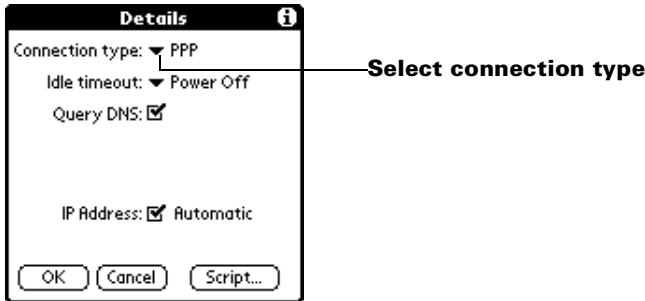 Details
Connection type: PPP
Select connection type
Idle timeout: Power Off
Query DNS:
IP Address: Automatic
OK Cancel Script...